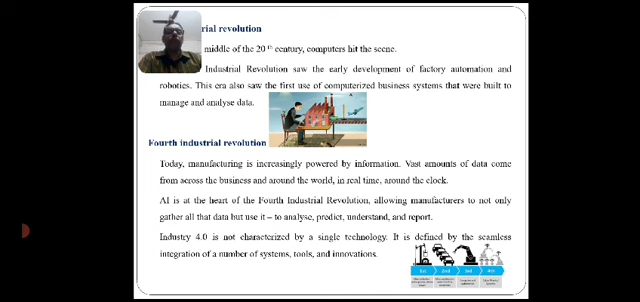 rial revolution
middle of the 20 th century, computers hit the scene.
Industrial Revolution saw the early development of factory automation and
robotics. This era also saw the first use of computerized business systems that were built to
manage and analyse data.
Fourth industrial revolution
Today, manufacturing is increasingly powered by information. Vast amounts of data come
from across the business and around the world, in real time, around the clock.
AI is at the heart of the Fourth Industrial Revolution, allowing manufacturers to not only
gather all that data but use it – to analyse, predict, understand, and report.
Industry 4.0 is not characterized by a single technology. It is defined by the seamless
integration of a number of systems, tools, and innovations.
1st 2nd 3rd 4th